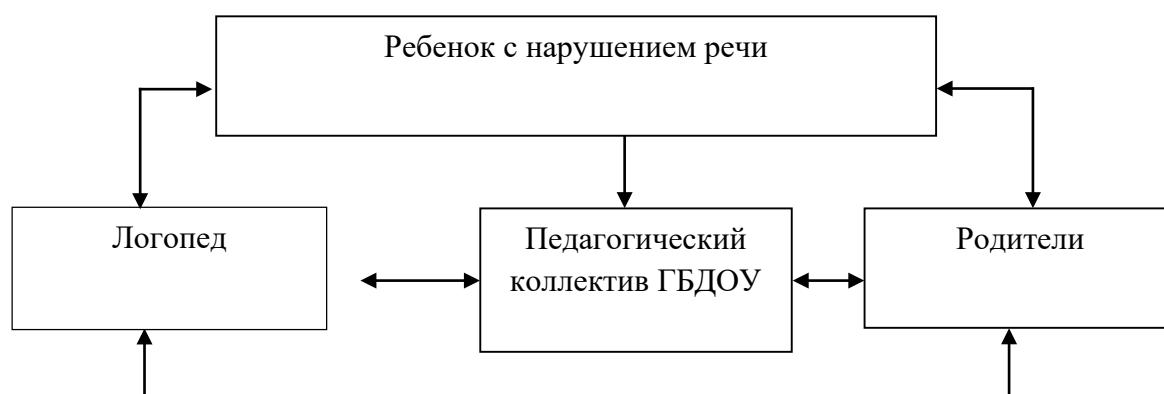 Ребенок с нарушением речи
Логопед
Педагогический
коллектив ГБДОУ
Родители